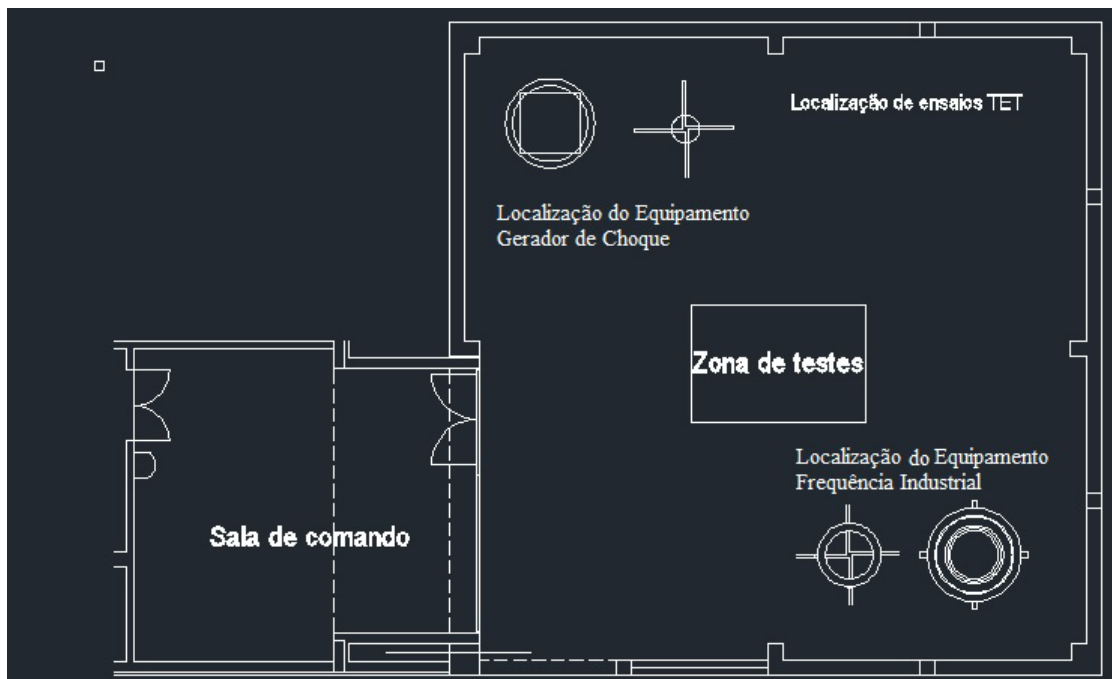 Localização de ensaios TET
Localização do Equipamento
Gerador de Choque
Zona de testes
Localização do Equipamento
Frequência Industrial
Sala de comando